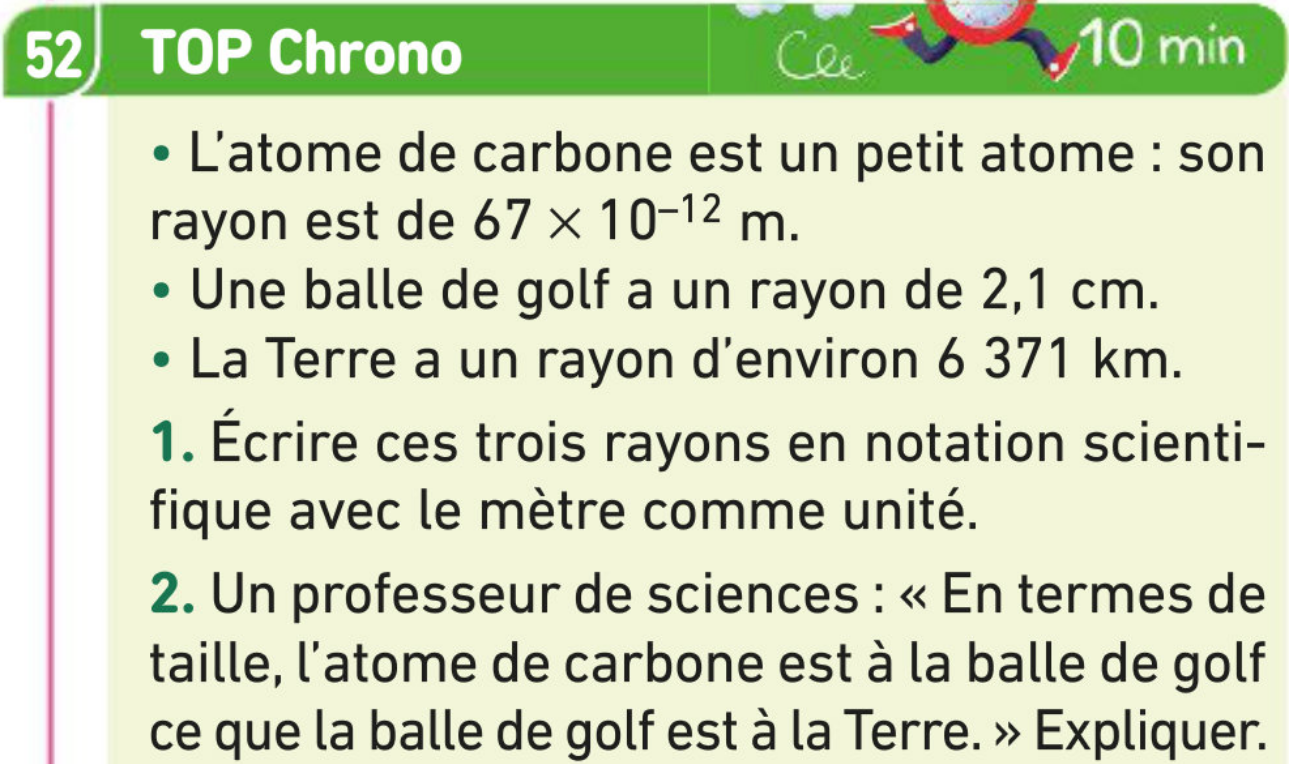 52 TOP Chrono 10 min
• L'atome de carbone est un petit atome : son
rayon est de 67 × 10⁻¹² m.
• Une balle de golf a un rayon de 2,1 cm.
• La Terre a un rayon d'environ 6 371 km.
1. Écrire ces trois rayons en notation scienti-
fique avec le mètre comme unité.
2. Un professeur de sciences : « En termes de
taille, l'atome de carbone est à la balle de golf
ce que la balle de golf est à la Terre. » Expliquer.